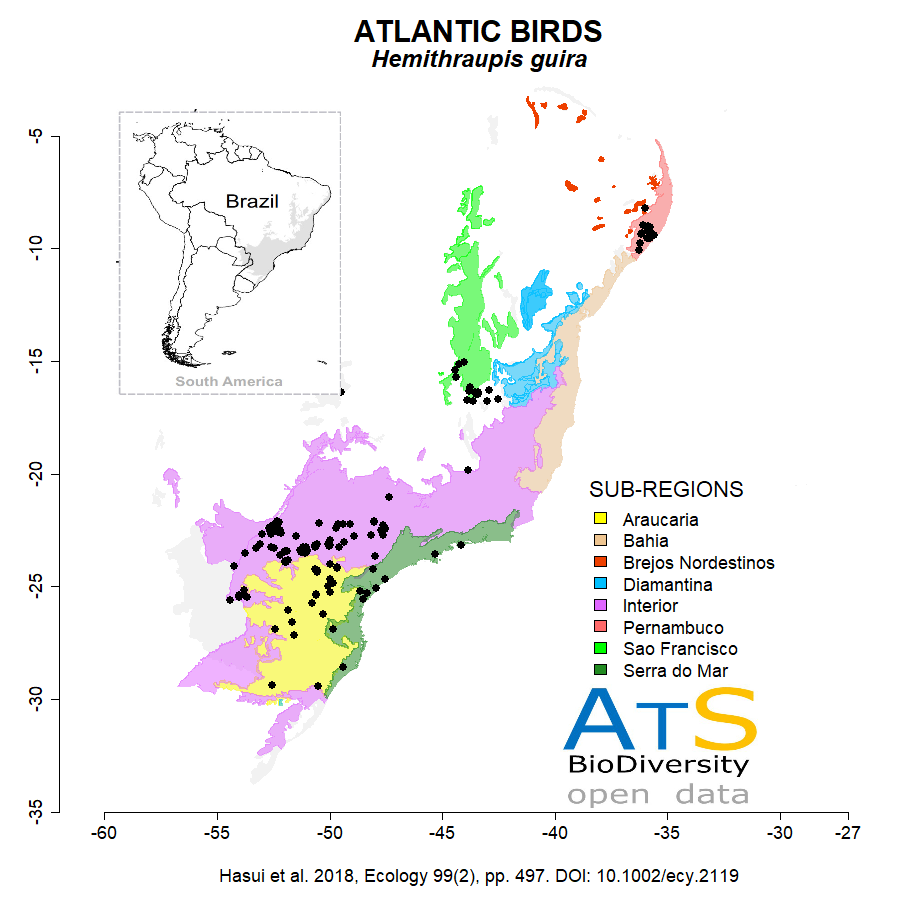 ATLANTIC BIRDS
Hemithraupis guira
-5
-10
-15
-20
-25
-30
-35
Brazil
South America
SUB-REGIONS
Araucaria
Bahia
Brejos Nordestinos
Diamantina
Interior
Pernambuco
Sao Francisco
Serra do Mar
ATS
BioDiversity
open data
-60 -55 -50 -45 -40 -35 -30 -27
Hasui et al. 2018, Ecology 99(2), pp. 497. DOI: 10.1002/ecy.2119